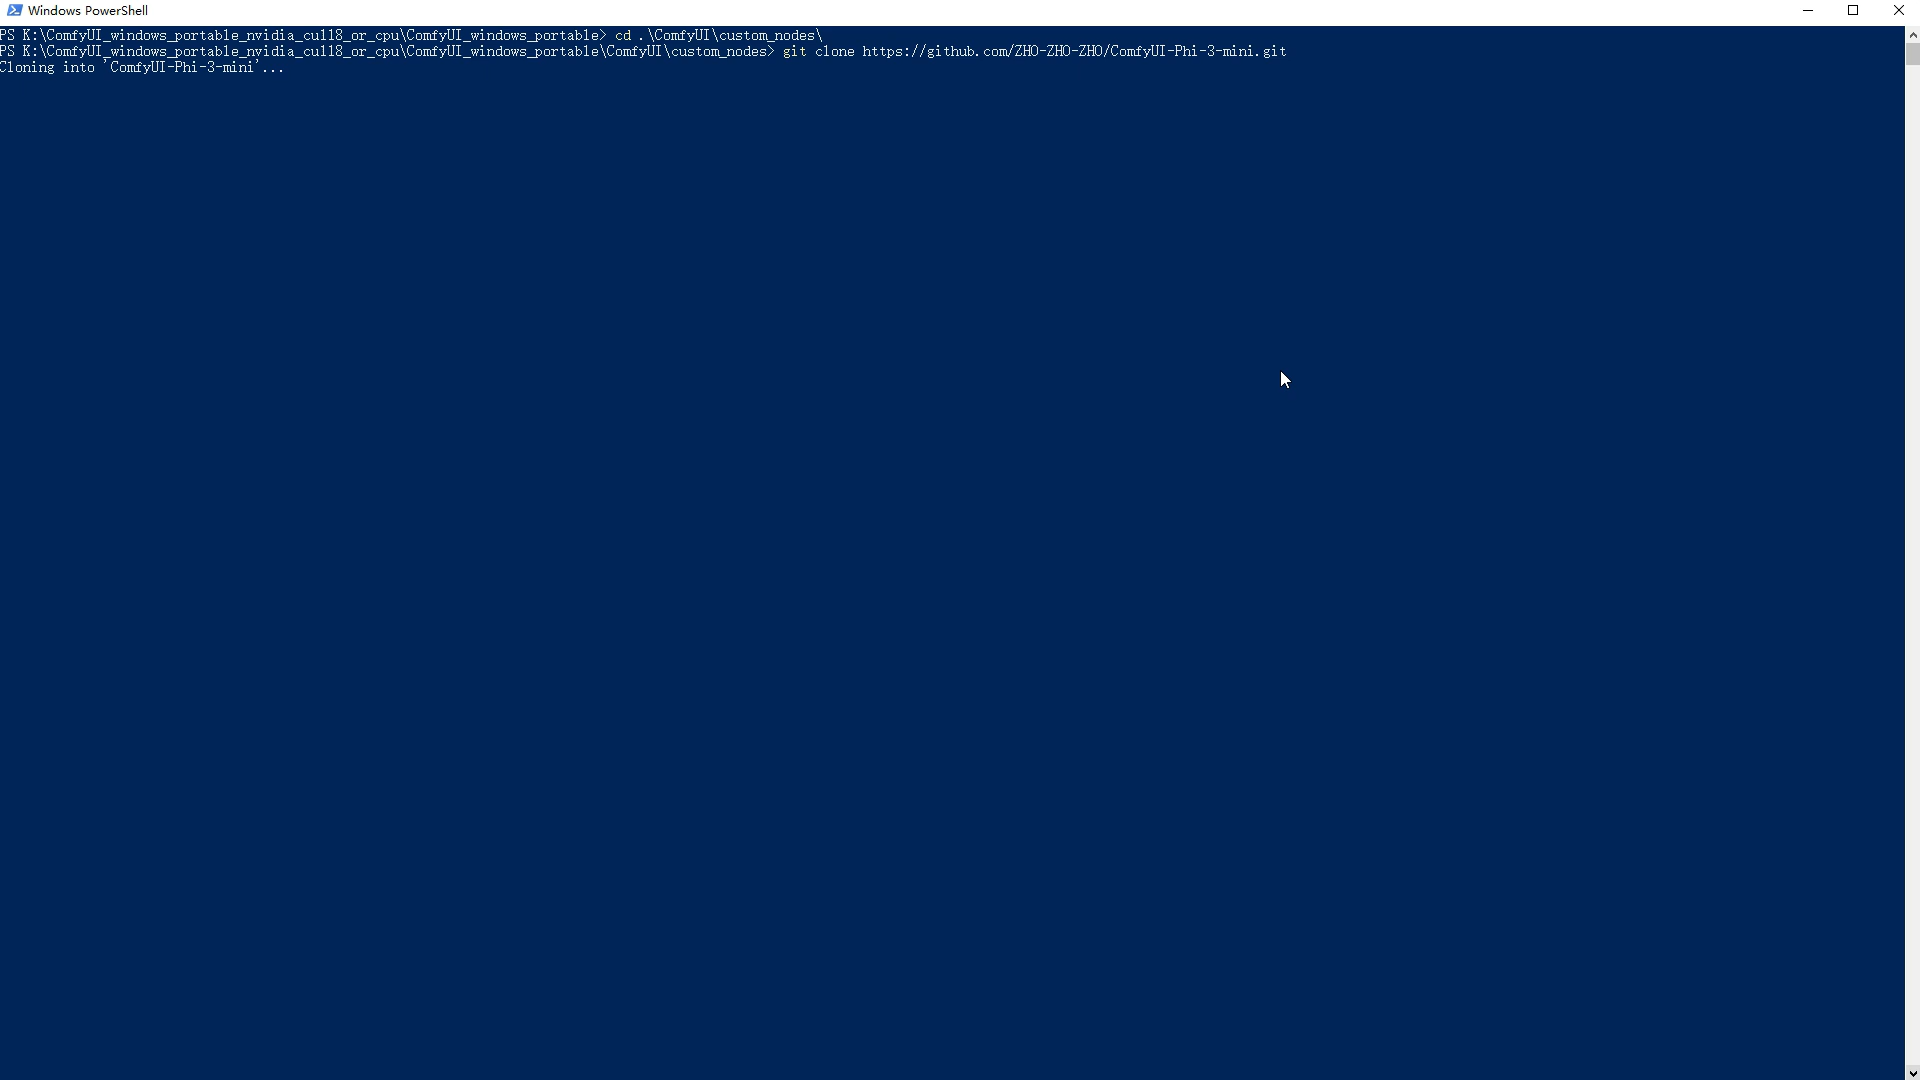 Windows PowerShell
PS K:\ComfyUI_windows_portable_nvidia_cu118_or_cpu\ComfyUI_windows_portable> cd .\ComfyUI\custom_nodes\
PS K:\ComfyUI_windows_portable_nvidia_cu118_or_cpu\ComfyUI_windows_portable\ComfyUI\custom_nodes> git clone https://github.com/ZHO-ZHO-ZHO/ComfyUI-Phi-3-mini.git
Cloning into 'ComfyUI-Phi-3-mini'...